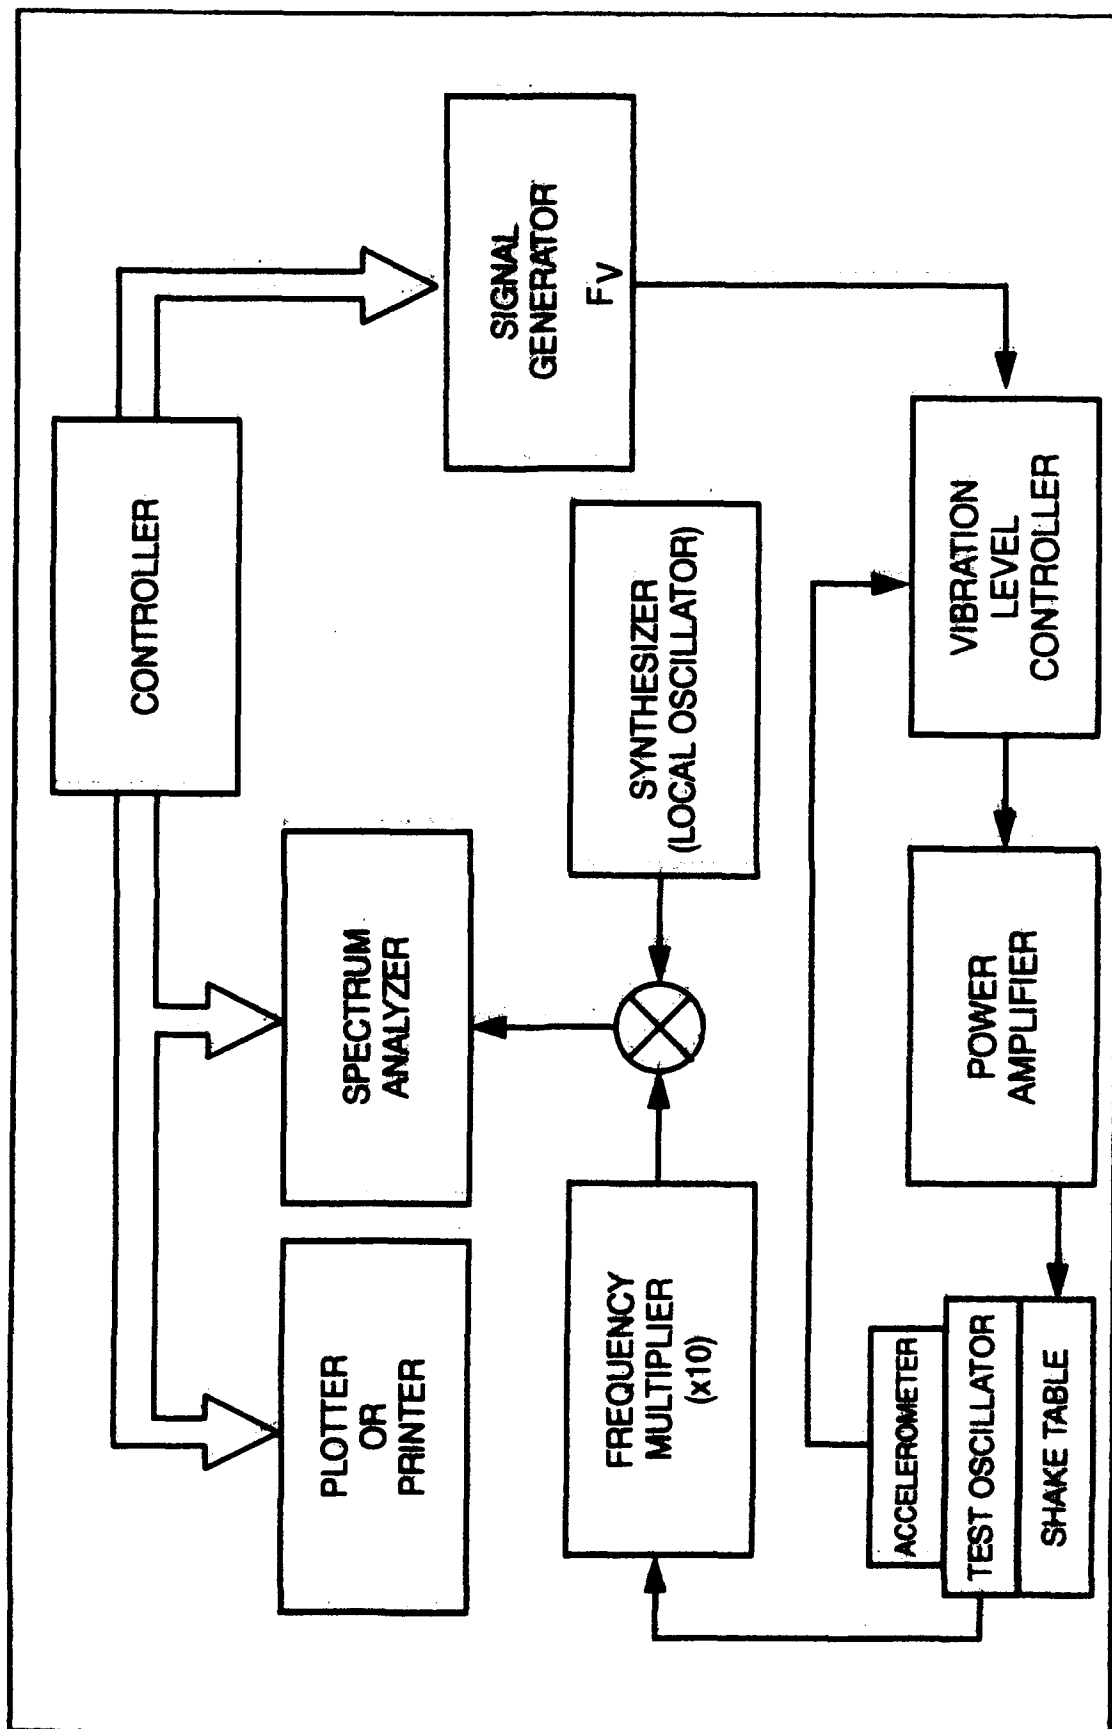 CONTROLLER
PLOTTER
OR
PRINTER
SPECTRUM
ANALYZER
SIGNAL
GENERATOR
FV
FREQUENCY
MULTIPLIER
(x10)
SYNTHESIZER
(LOCAL OSCILLATOR)
ACCELEROMETER
TEST OSCILLATOR
SHAKE TABLE
POWER
AMPLIFIER
VIBRATION
LEVEL
CONTROLLER